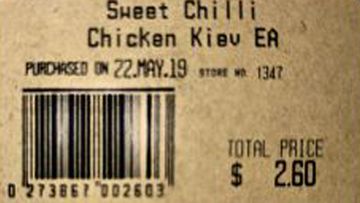 Sweet Chilli
Chicken Kiev EA
PURCHASED ON 22.MAY.19 STORE NO. 1347
TOTAL PRICE
$ 2.60
0 273867 002603